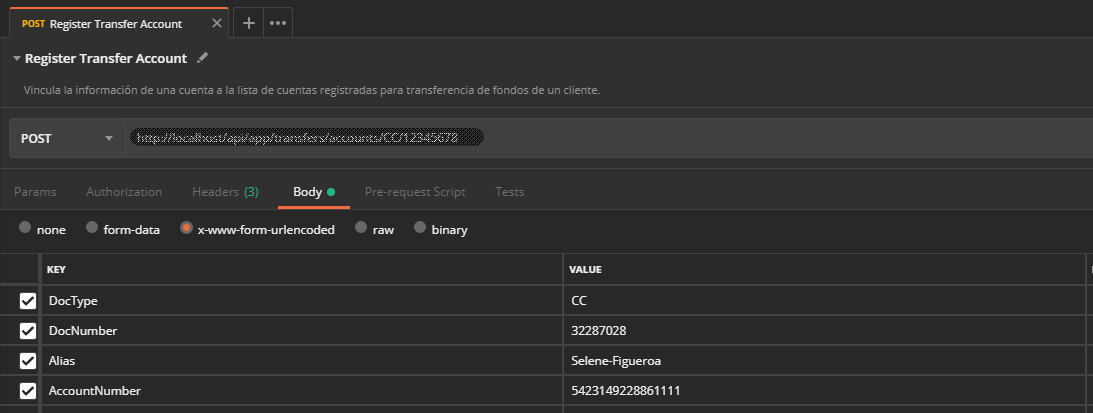 POST Register Transfer Account
Register Transfer Account
Vincula la información de una cuenta a la lista de cuentas registradas para transferencia de fondos de un cliente.
POST http://localhost/api/app/transfers/accounts/CC/12345678
Params Authorization Headers (3) Body Pre-request Script Tests
none form-data x-www-form-urlencoded raw binary
KEY VALUE
DocType CC
DocNumber 32287028
Alias Selene-Figueroa
AccountNumber 5423149228861111